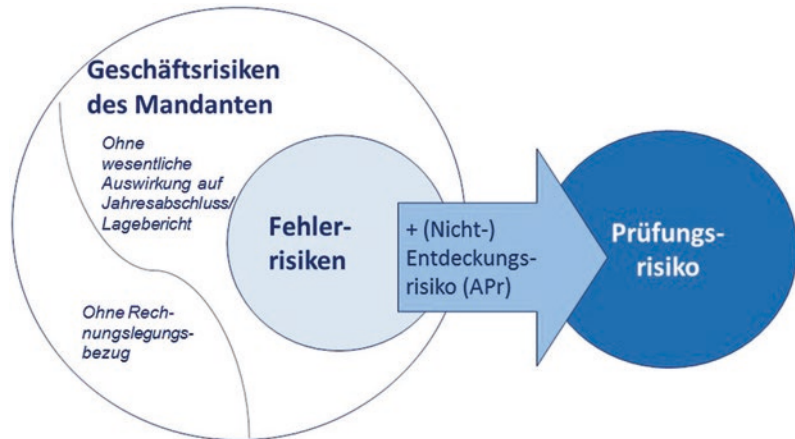 Geschäftsrisiken
des Mandanten
Ohne
wesentliche
Auswirkung auf
Jahresabschluss/
Lagebericht
Ohne Rech-
nungslegungs-
bezug
Fehler-
risiken
+ (Nicht-)
Entdeckungs-
risiko (APr)
Prüfungs-
risiko